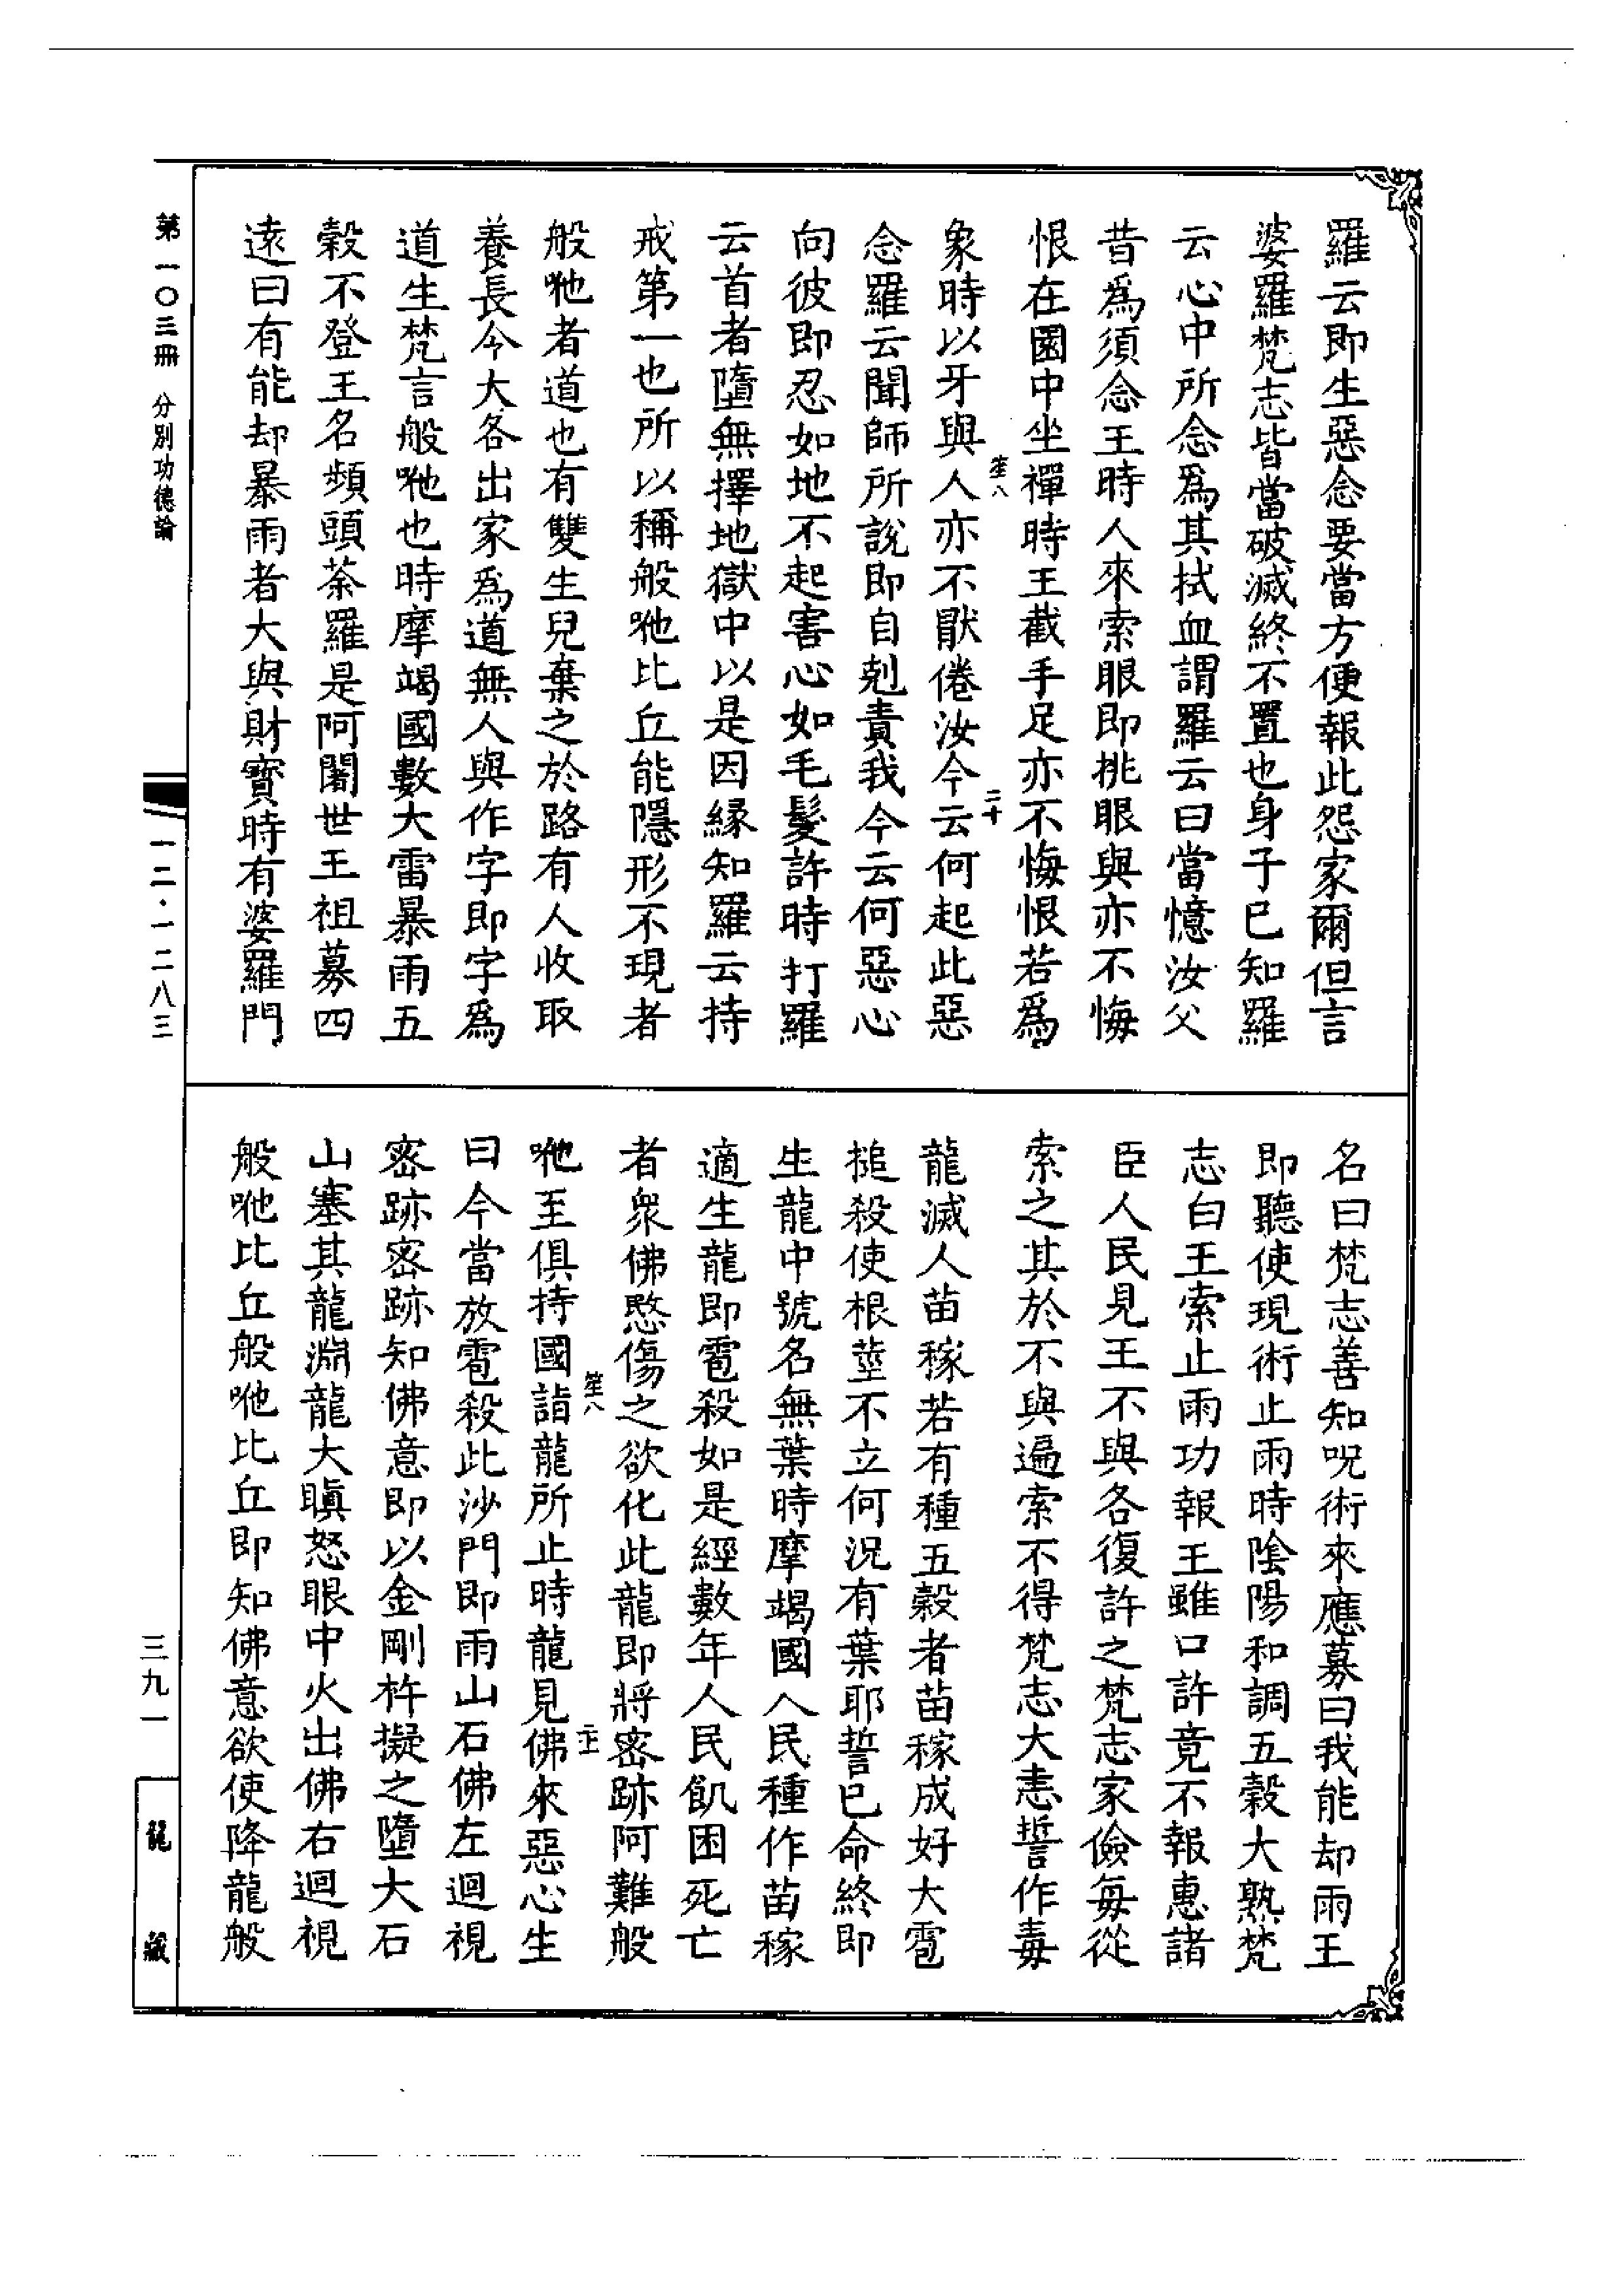 羅云即生惡念要當方便報此怨家爾但言
婆羅梵志皆當破滅終不置也身子已知羅
云心中所念爲其拭血謂羅云曰當憶汝父
昔爲須念王時人來索眼即挑眼與亦不悔
恨在園中坐禪時王截手足亦不悔恨若爲
笙八
二十
象時以牙與人亦不厭倦汝今云何起此惡
念羅云聞師所說即自剋責我今云何惡心
向彼即忍如地不起害心如毛髮許時打羅
云首者墮無擇地獄中以是因緣知羅云持
戒第一也所以稱般咃比丘能隱形不現者
般咃者道也有雙生兒棄之於路有人收取
養長今大各出家爲道無人與作字即字爲
道生梵言般咃也時摩竭國數大雷暴雨五
穀不登王名頻頭茶羅是阿闍世王祖募四
遠曰有能却暴雨者大與財寶時有婆羅門
名曰梵志善知呪術來應募曰我能却雨王
即聽使現術止雨時陰陽和調五穀大熟梵
志白王索止雨功報王雖口許竟不報惠諸
臣人民見王不與各復許之梵志家儉每從
索之其於不與遍索不得梵志大恚誓作毒
龍滅人苗稼若有種五穀者苗稼成好大雹
搥殺使根莖不立何況有葉耶誓已命終即
生龍中號名無葉時摩竭國人民種作苗稼
適生龍即雹殺如是經數年人民飢困死亡
者衆佛愍傷之欲化此龍即將密跡阿難般
笙八
二十
咃至俱持國詣龍所止時龍見佛來惡心生
曰今當放雹殺此沙門即雨山石佛左迴視
密跡密跡知佛意即以金剛杵擬之墮大石
山塞其龍淵龍大瞋怒眼中火出佛右迴視
般咃比丘般咃比丘即知佛意欲使降龍般
第一〇三冊 分別功德論
一二·一二八三
三九一
龍藏